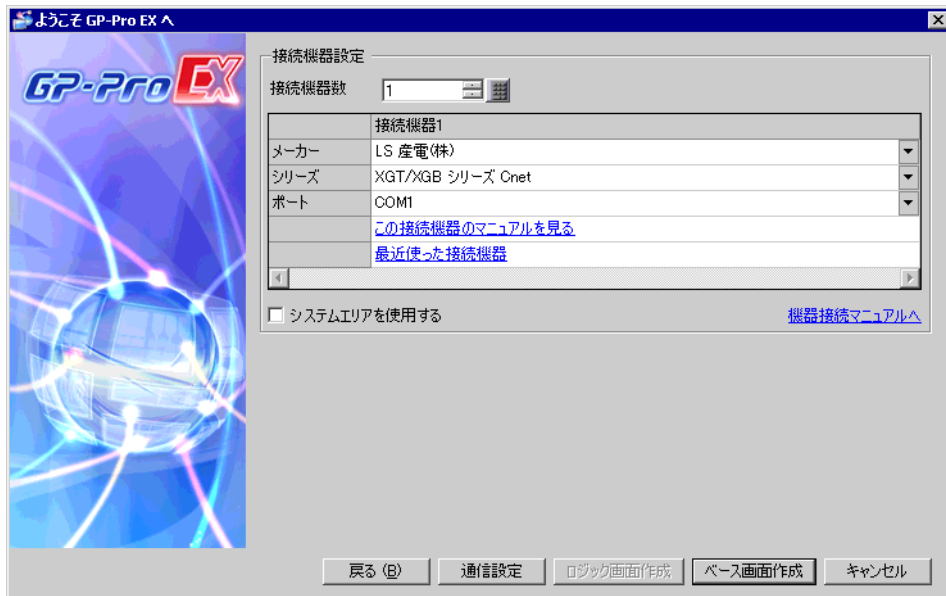 ようこそ GP-Pro EX へ
GP-Pro EX
接続機器設定
接続機器数 1
接続機器1
メーカー LS 産電(株)
シリーズ XGT/XGB シリーズ Cnet
ポート COM1
この接続機器のマニュアルを見る
最近使った接続機器
システムエリアを使用する 機器接続マニュアルへ
戻る (B) 通信設定 ロジック画面作成 ベース画面作成 キャンセル